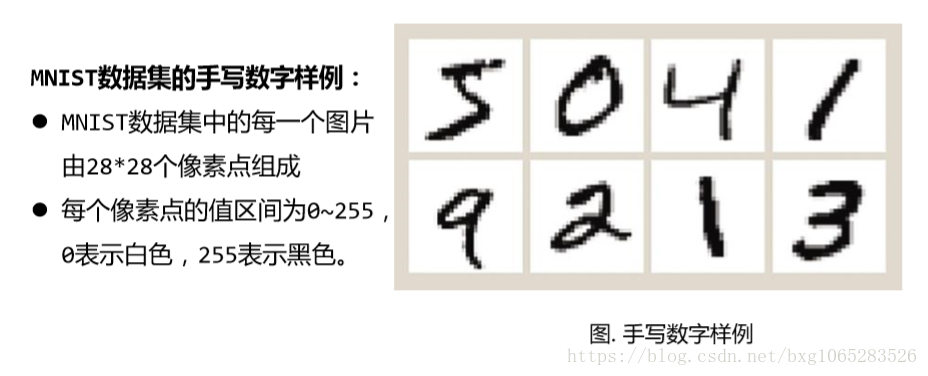 MNIST数据集的手写数字样例：
● MNIST数据集中的每一个图片
由28*28个像素点组成
● 每个像素点的值区间为0~255，
0表示白色，255表示黑色。
5 0 4 1
9 2 1 3
图. 手写数字样例
https://blog.csdn.net/bxg1065283526